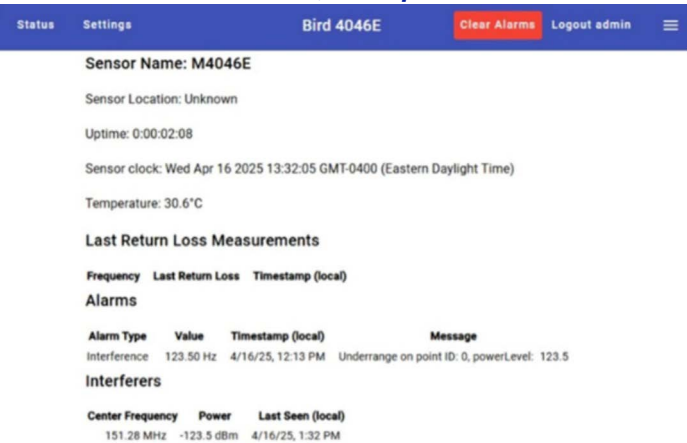 Status Settings Bird 4046E Clear Alarms Logout admin
Sensor Name: M4046E
Sensor Location: Unknown
Uptime: 0:00:02:08
Sensor clock: Wed Apr 16 2025 13:32:05 GMT-0400 (Eastern Daylight Time)
Temperature: 30.6°C
Last Return Loss Measurements
Frequency Last Return Loss Timestamp (local)
Alarms
Alarm Type Value Timestamp (local) Message
Interference 123.50 Hz 4/16/25, 12:13 PM Underrange on point ID: 0, powerLevel: 123.5
Interferers
Center Frequency Power Last Seen (local)
151.28 MHz -123.5 dBm 4/16/25, 1:32 PM